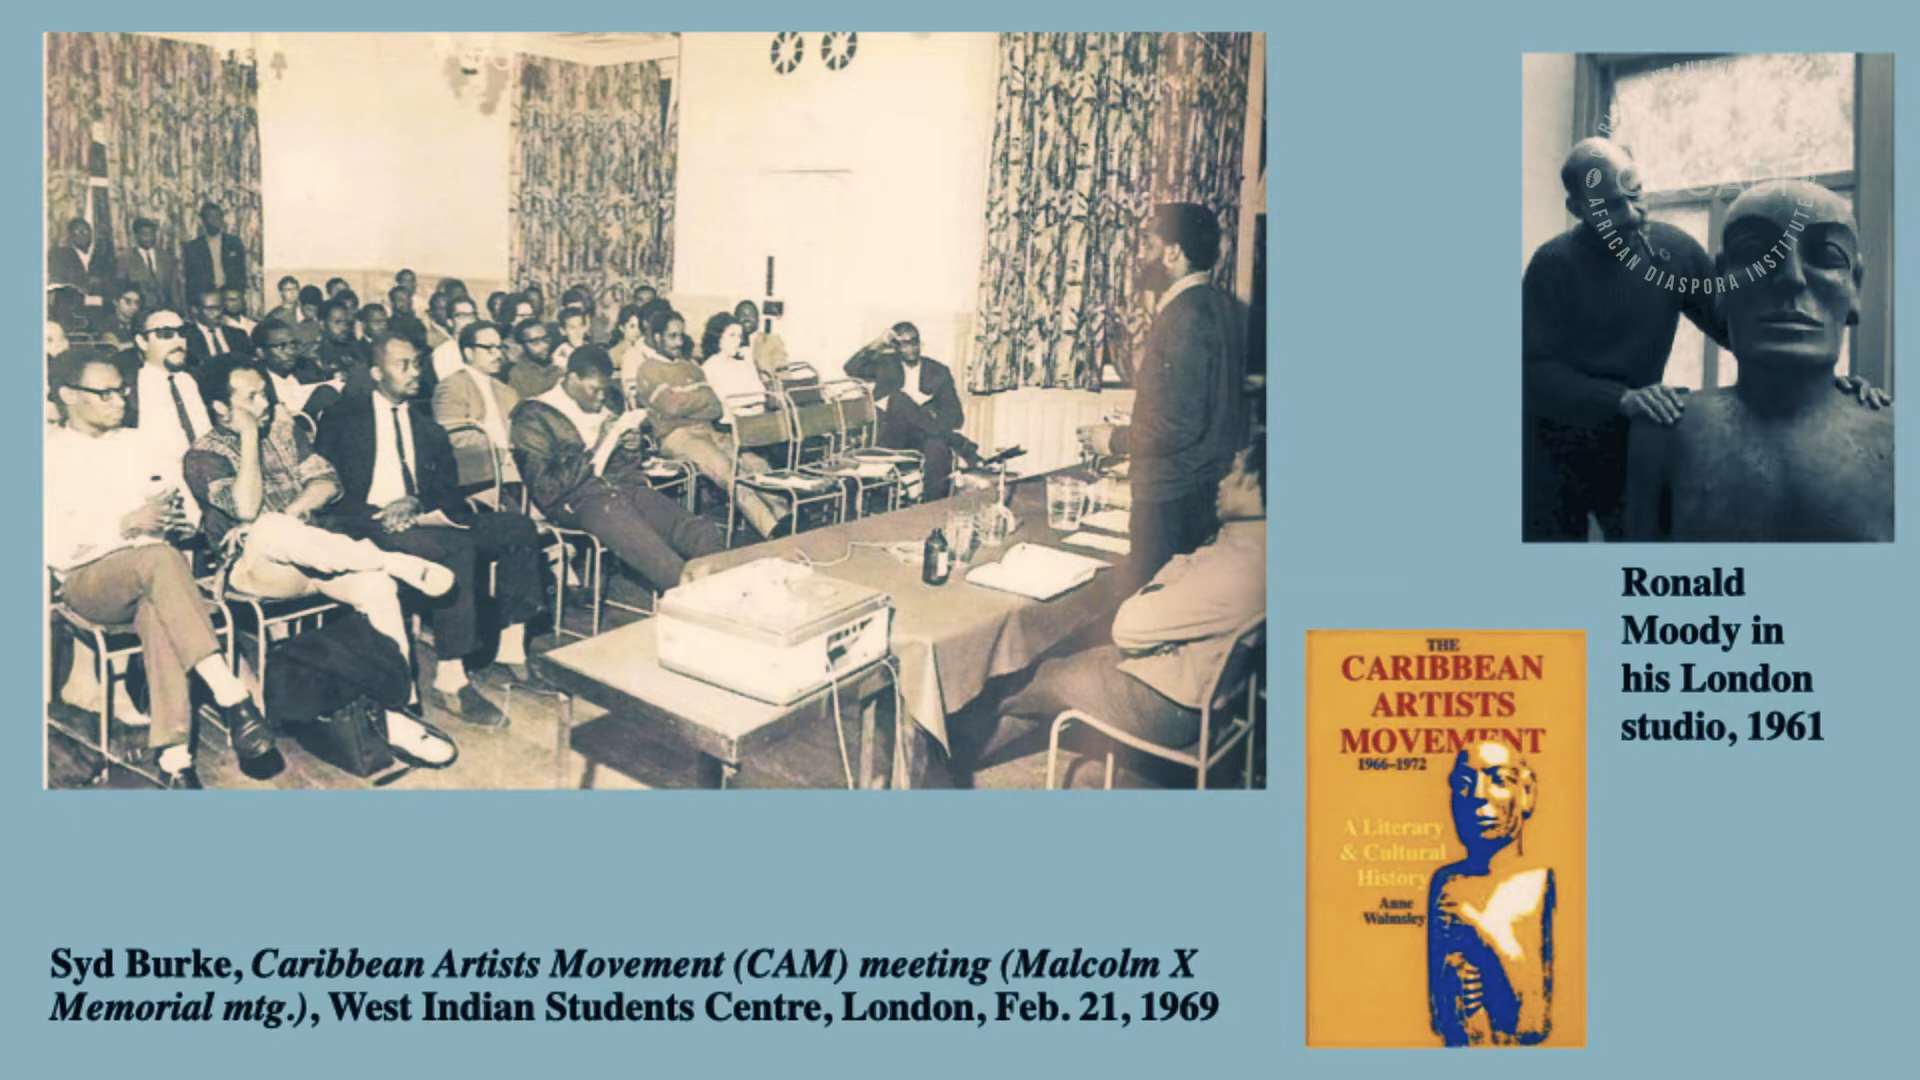 AFRICAN DIASPORA INSTITUTE
Ronald
Moody in
his London
studio, 1961
THE
CARIBBEAN
ARTISTS
MOVEMENT
1966–1972
A Literary
& Cultural
History
Anne
Walmsley
Syd Burke, Caribbean Artists Movement (CAM) meeting (Malcolm X
Memorial mtg.), West Indian Students Centre, London, Feb. 21, 1969